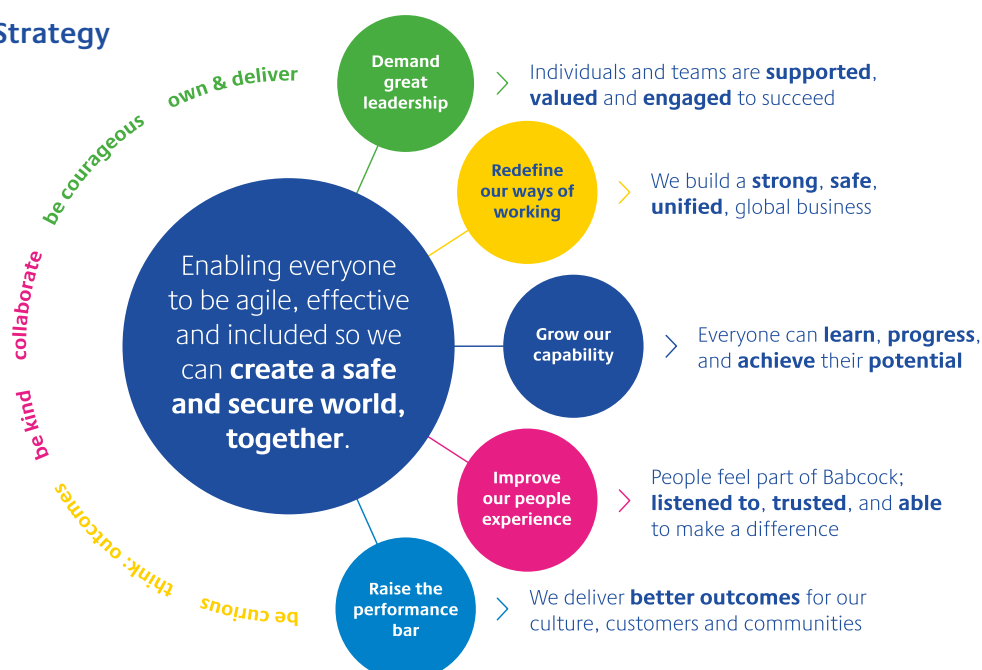 Strategy
own & deliver
be courageous
collaborate
be kind
think: outcomes
be curious
Enabling everyone
to be agile, effective
and included so we
can create a safe
and secure world,
together.
Demand
great
leadership
Individuals and teams are supported,
valued and engaged to succeed
Redefine
our ways of
working
We build a strong, safe,
unified, global business
Grow our
capability
Everyone can learn, progress,
and achieve their potential
Improve
our people
experience
People feel part of Babcock;
listened to, trusted, and able
to make a difference
Raise the
performance
bar
We deliver better outcomes for our
culture, customers and communities